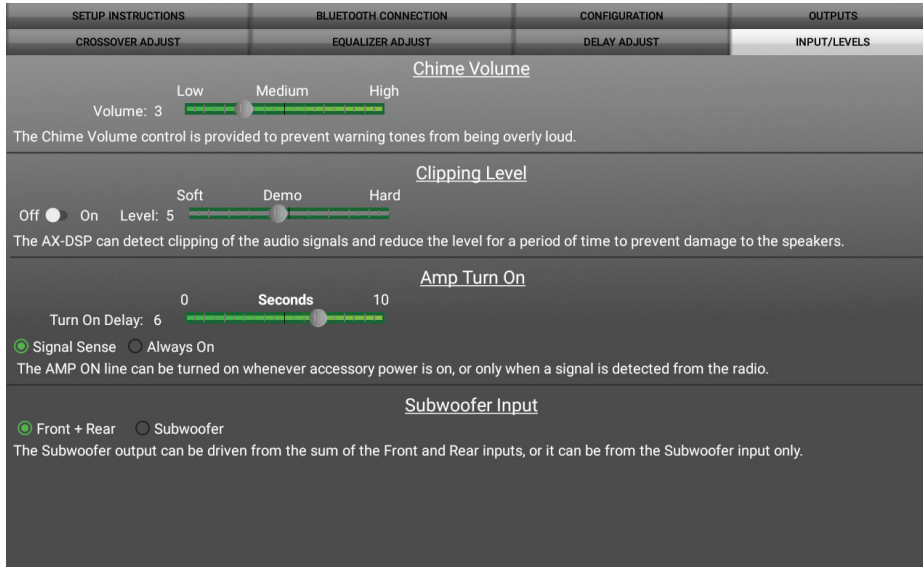 SETUP INSTRUCTIONS BLUETOOTH CONNECTION CONFIGURATION OUTPUTS
CROSSOVER ADJUST EQUALIZER ADJUST DELAY ADJUST INPUT/LEVELS
Chime Volume
Low Medium High
Volume: 3
The Chime Volume control is provided to prevent warning tones from being overly loud.
Clipping Level
Soft Demo Hard
Off On Level: 5
The AX-DSP can detect clipping of the audio signals and reduce the level for a period of time to prevent damage to the speakers.
Amp Turn On
0 Seconds 10
Turn On Delay: 6
Signal Sense Always On
The AMP ON line can be turned on whenever accessory power is on, or only when a signal is detected from the radio.
Subwoofer Input
Front + Rear Subwoofer
The Subwoofer output can be driven from the sum of the Front and Rear inputs, or it can be from the Subwoofer input only.